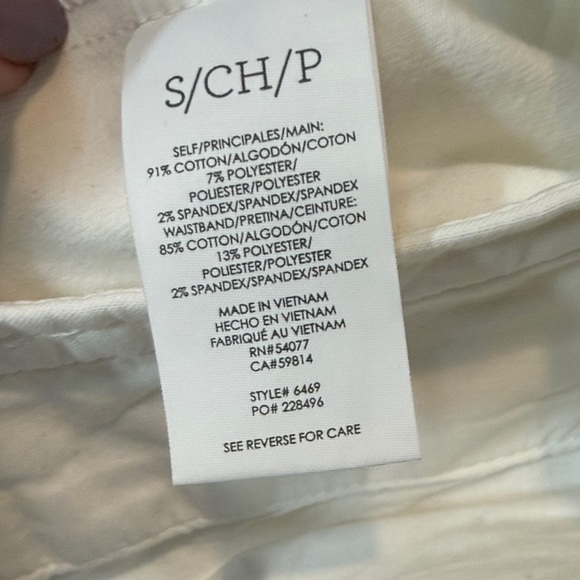 S/CH/P
SELF/PRINCIPALES/MAIN:
91% COTTON/ALGODÓN/COTON
7% POLYESTER/
POLIESTER/POLYESTER
2% SPANDEX/SPANDEX/SPANDEX
WAISTBAND/PRETINA/CEINTURE:
85% COTTON/ALGODÓN/COTON
13% POLYESTER/
POLIESTER/POLYESTER
2% SPANDEX/SPANDEX/SPANDEX
MADE IN VIETNAM
HECHO EN VIETNAM
FABRIQUÉ AU VIETNAM
RN#54077
CA#59814
STYLE# 6469
PO# 228496
SEE REVERSE FOR CARE